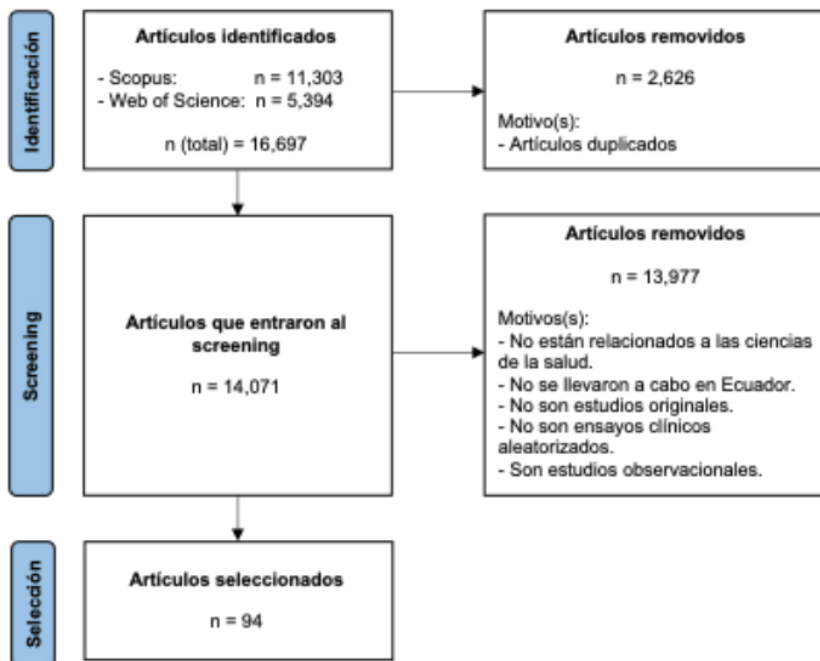 Identificación
Artículos identificados
- Scopus: n = 11,303
- Web of Science: n = 5,394
n (total) = 16,697
Artículos removidos
n = 2,626
Motivo(s):
- Artículos duplicados
Screening
Artículos que entraron al
screening
n = 14,071
Artículos removidos
n = 13,977
Motivos(s):
- No están relacionados a las ciencias
de la salud.
- No se llevaron a cabo en Ecuador.
- No son estudios originales.
- No son ensayos clínicos
aleatorizados.
- Son estudios observacionales.
Selección
Artículos seleccionados
n = 94